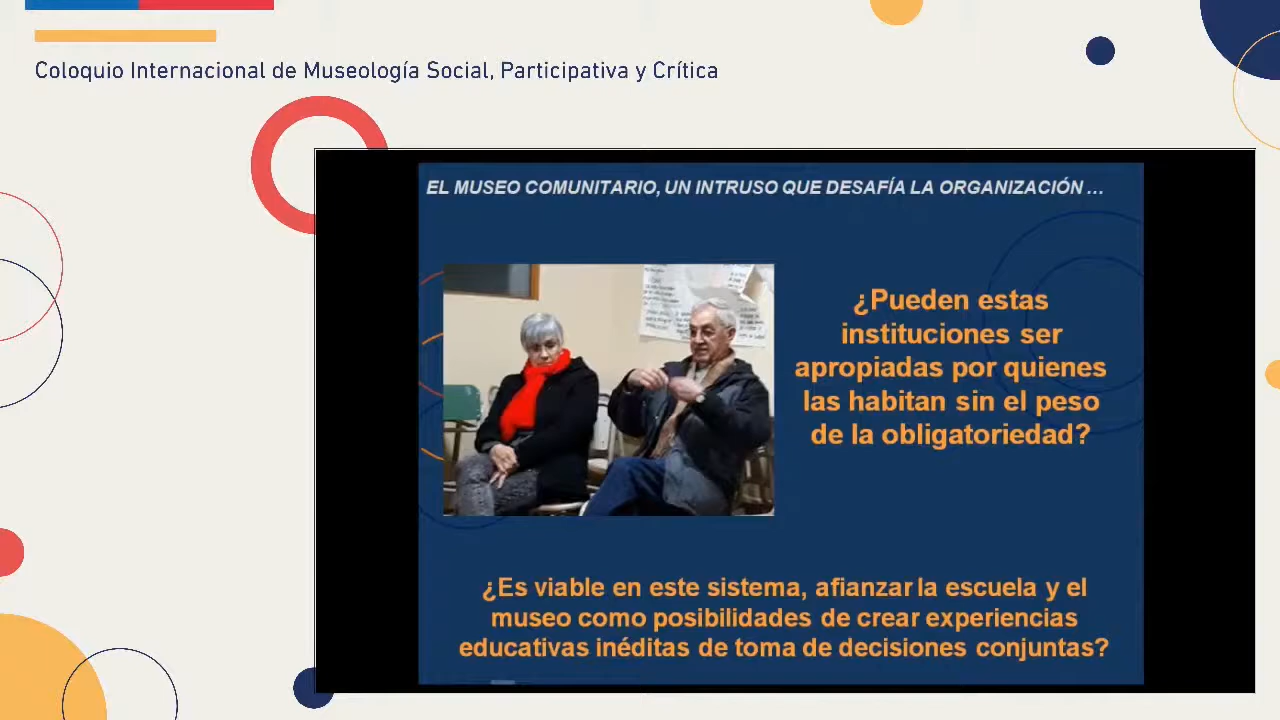 Coloquio Internacional de Museología Social, Participativa y Crítica
EL MUSEO COMUNITARIO, UN INTRUSO QUE DESAFÍA LA ORGANIZACIÓN ...
¿Pueden estas
instituciones ser
apropiadas por quienes
las habitan sin el peso
de la obligatoriedad?
¿Es viable en este sistema, afianzar la escuela y el
museo como posibilidades de crear experiencias
educativas inéditas de toma de decisiones conjuntas?